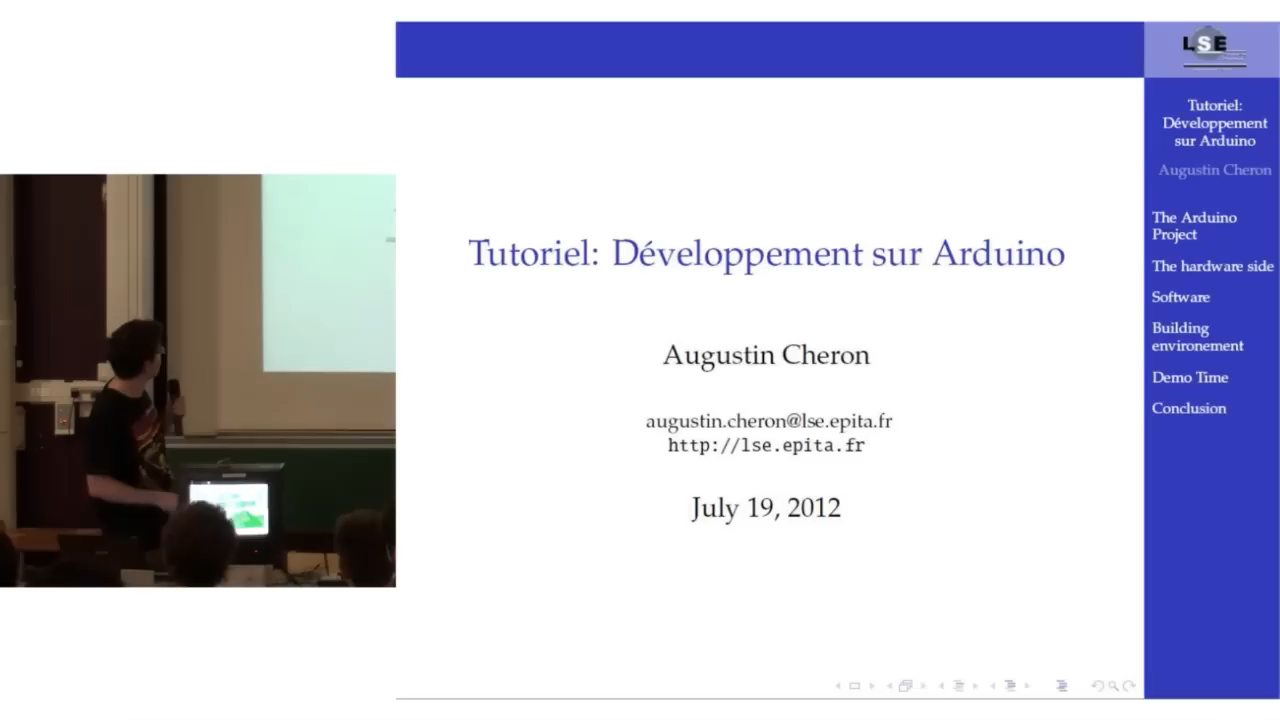 LSE
Tutoriel: Développement sur Arduino
Augustin Cheron
augustin.cheron@lse.epita.fr
http://lse.epita.fr
July 19, 2012
Tutoriel:
Développement
sur Arduino
Augustin Cheron
The Arduino
Project
The hardware side
Software
Building
environement
Demo Time
Conclusion